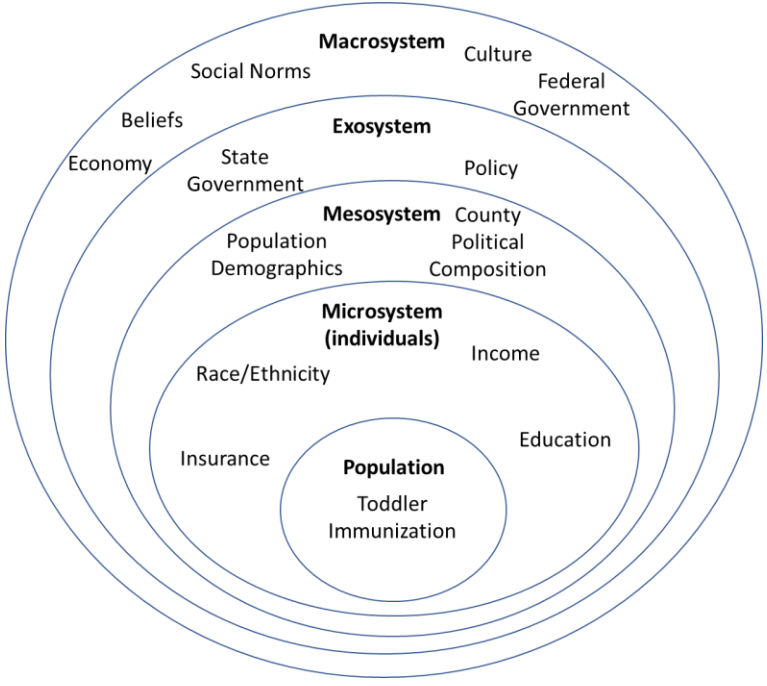 Macrosystem
Culture
Social Norms
Federal
Government
Beliefs
Exosystem
Economy
State
Government
Policy
Mesosystem
County
Political
Composition
Population
Demographics
Microsystem
(individuals)
Income
Race/Ethnicity
Education
Insurance
Population
Toddler
Immunization